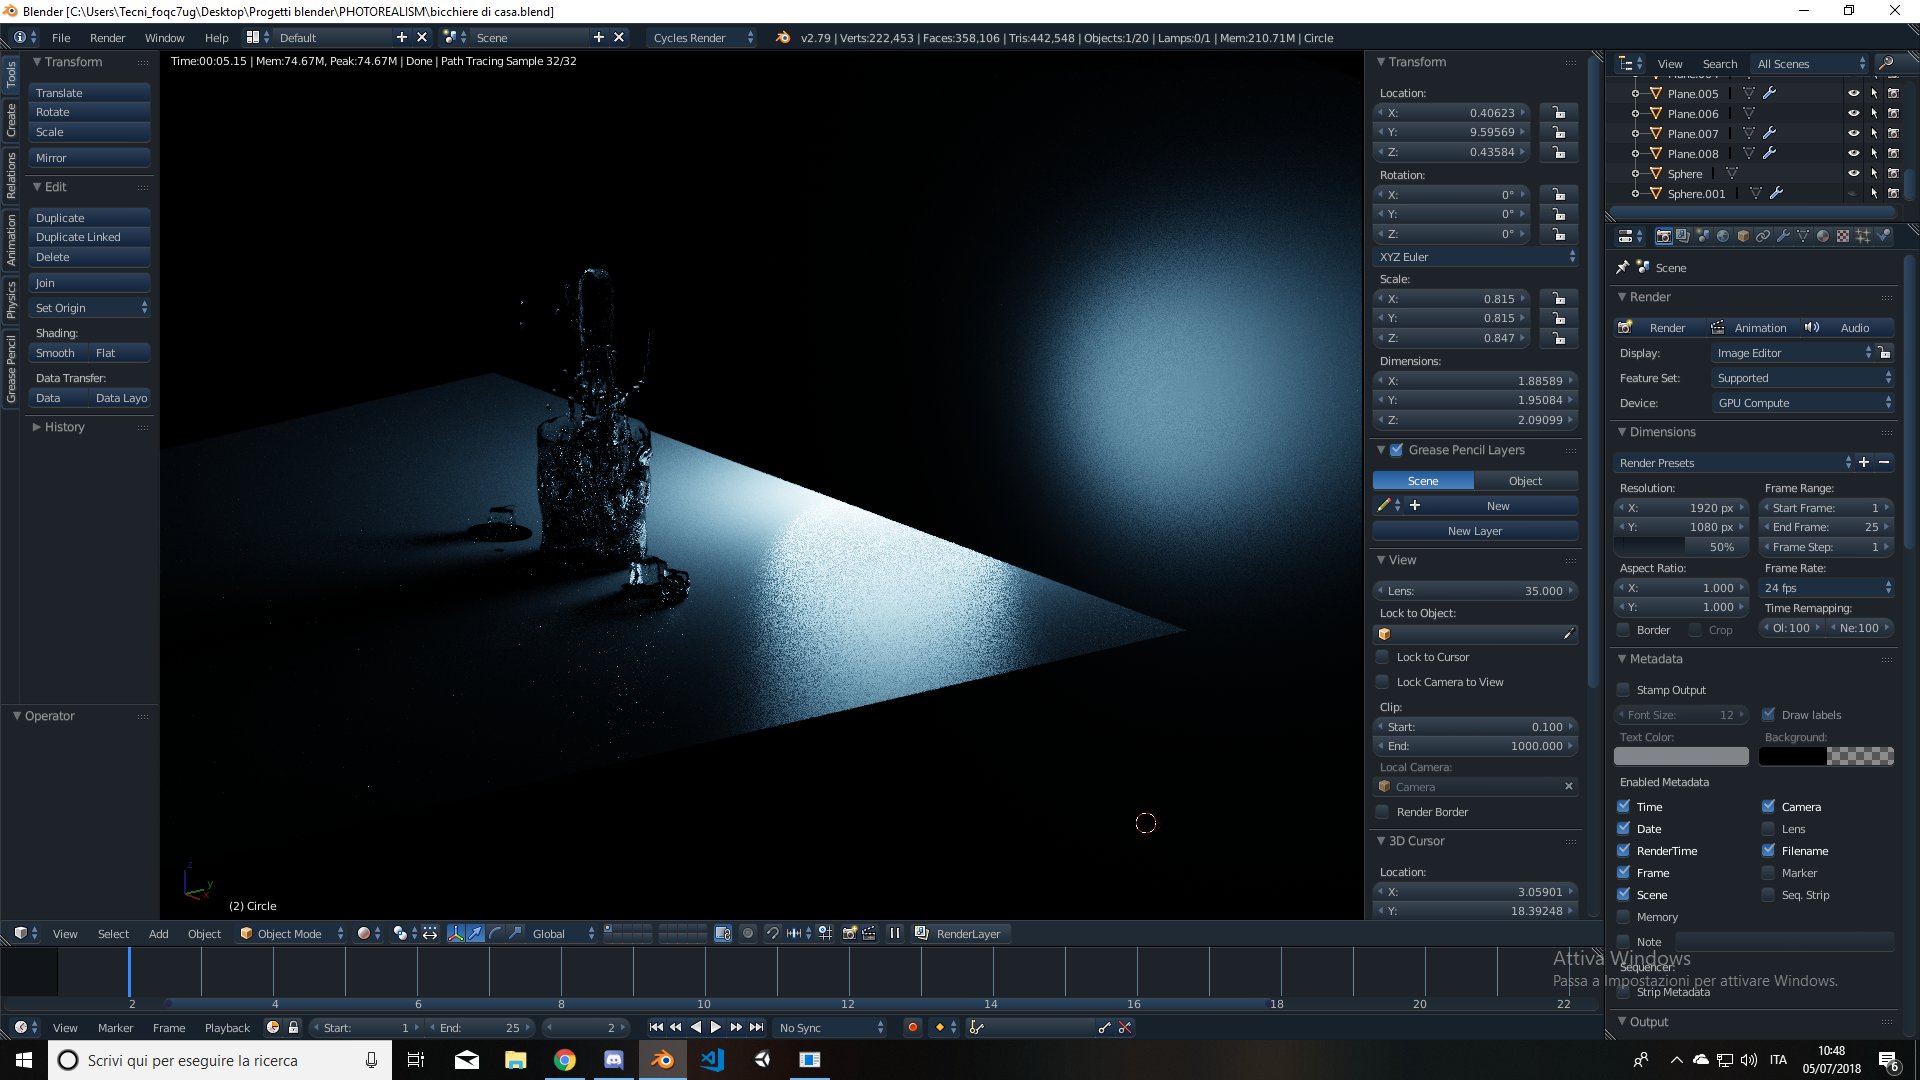 Blender [C:\Users\Tecni_foqc7ug\Desktop\Progetti blender\PHOTOREALISM\bicchiere di casa.blend]
File Render Window Help Default Scene Cycles Render v2.79 | Verts:222,453 | Faces:358,106 | Tris:442,548 | Objects:1/20 | Lamps:0/1 | Mem:210.71M | Circle
Time:00:05.15 | Mem:74.67M, Peak:74.67M | Done | Path Tracing Sample 32/32
Tools
Create
Relations
Animation
Physics
Grease Pencil
Transform
Translate
Rotate
Scale
Mirror
Edit
Duplicate
Duplicate Linked
Delete
Join
Set Origin
Shading:
Smooth Flat
Data Transfer:
Data Data Layo
History
Operator
(2) Circle
Transform
Location:
X: 0.40623
Y: 9.59569
Z: 0.43584
Rotation:
X: 0°
Y: 0°
Z: 0°
XYZ Euler
Scale:
X: 0.815
Y: 0.815
Z: 0.847
Dimensions:
X: 1.88589
Y: 1.95084
Z: 2.09099
Grease Pencil Layers
Scene Object
New
New Layer
View
Lens: 35.000
Lock to Object:
Lock to Cursor
Lock Camera to View
Clip:
Start: 0.100
End: 1000.000
Local Camera:
Camera
Render Border
3D Cursor
Location:
X: 3.05901
Y: 18.39248
View Search All Scenes
Plane.005
Plane.006
Plane.007
Plane.008
Sphere
Sphere.001
Scene
Render
Render Animation Audio
Display: Image Editor
Feature Set: Supported
Device: GPU Compute
Dimensions
Render Presets
Resolution: Frame Range:
X: 1920 px Start Frame: 1
Y: 1080 px End Frame: 25
50% Frame Step: 1
Aspect Ratio: Frame Rate:
X: 1.000 24 fps
Y: 1.000 Time Remapping:
Border Crop Ol:100 Ne:100
Metadata
Stamp Output
Font Size: 12 Draw labels
Text Color: Background:
Enabled Metadata
Time Camera
Date Lens
RenderTime Filename
Frame Marker
Scene Seq. Strip
Memory
Note
Sequencer:
Strip Metadata
Output
Attiva Windows
Passa a Impostazioni per attivare Windows.
View Select Add Object Object Mode Global RenderLayer
2 4 6 8 10 12 14 16 18 20 22
View Marker Frame Playback Start: 1 End: 25 2 No Sync
Scrivi qui per eseguire la ricerca
ITA
10:48
05/07/2018
6